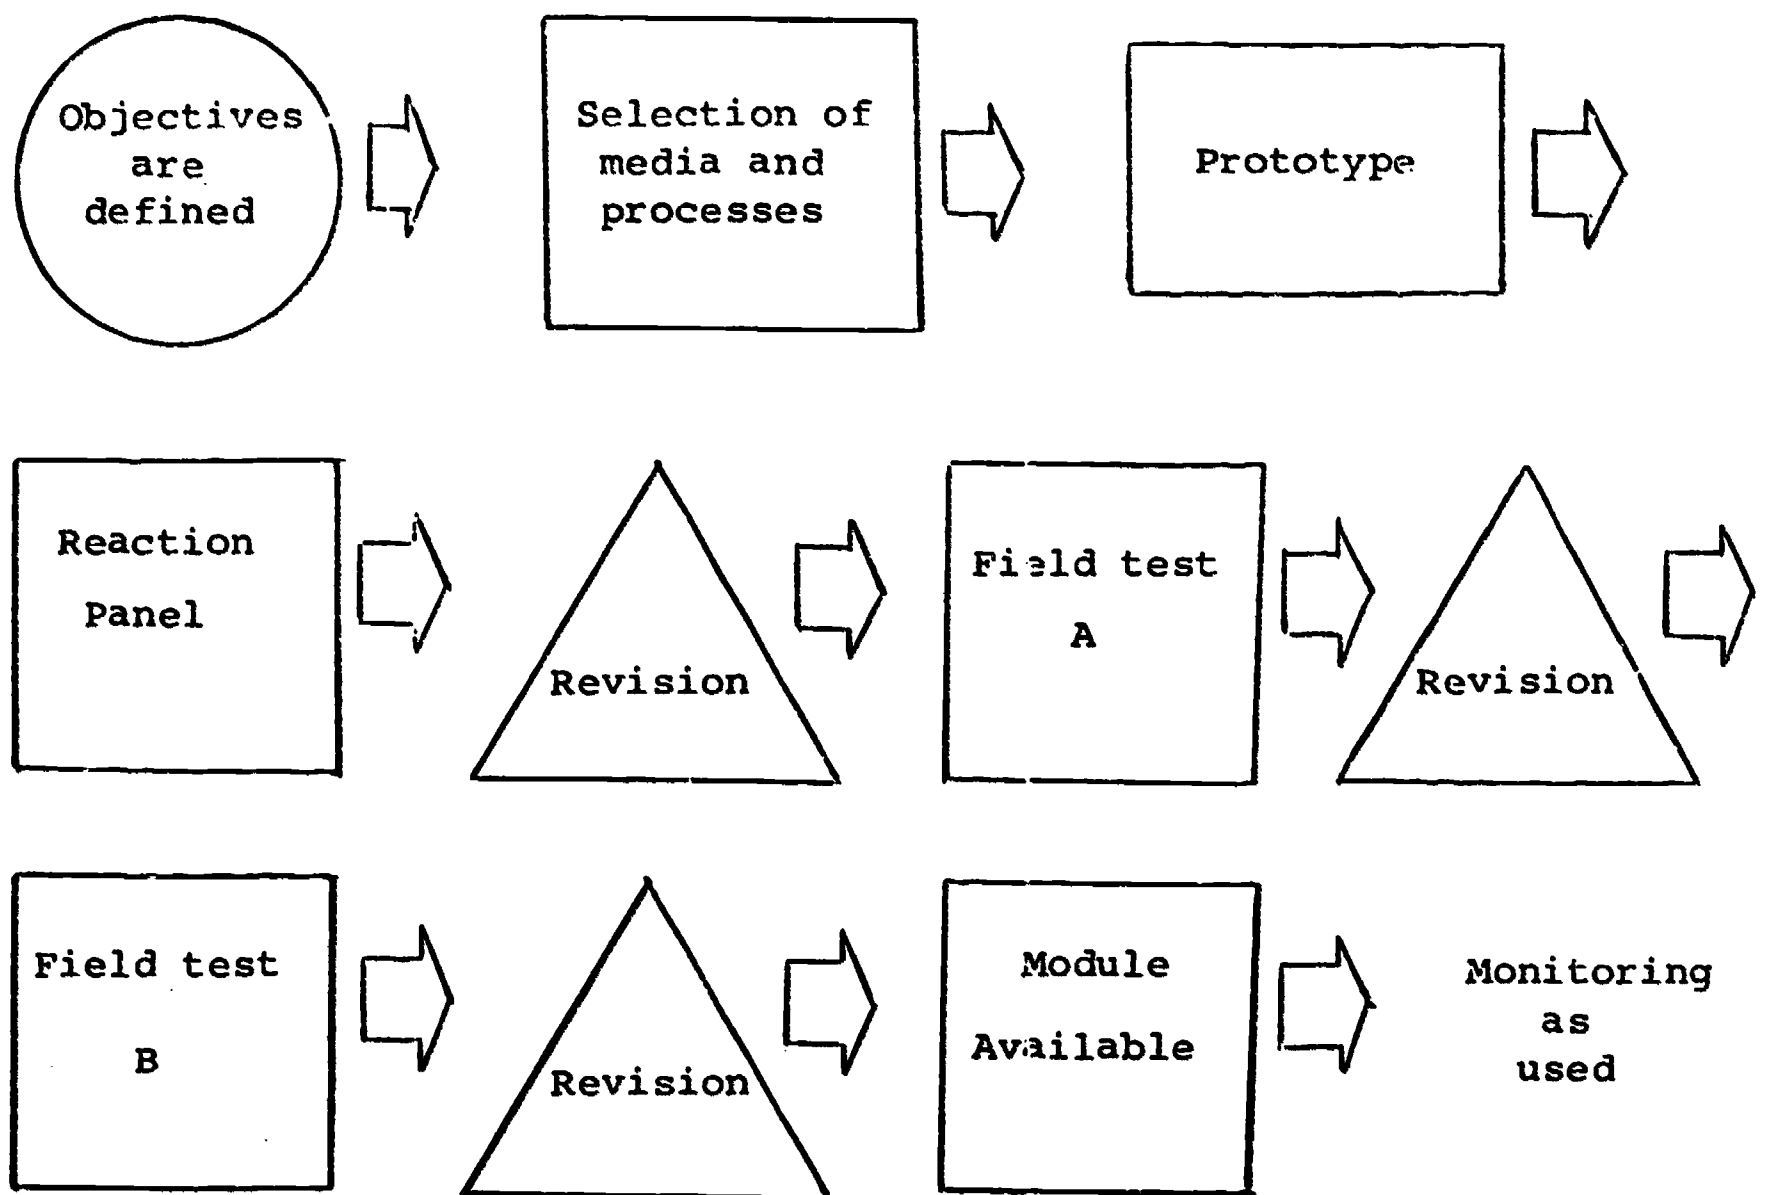 Objectives
are
defined
Selection of
media and
processes
Prototype
Reaction
Panel
Revision
Field test
A
Revision
Field test
B
Revision
Module
Available
Monitoring
as
used